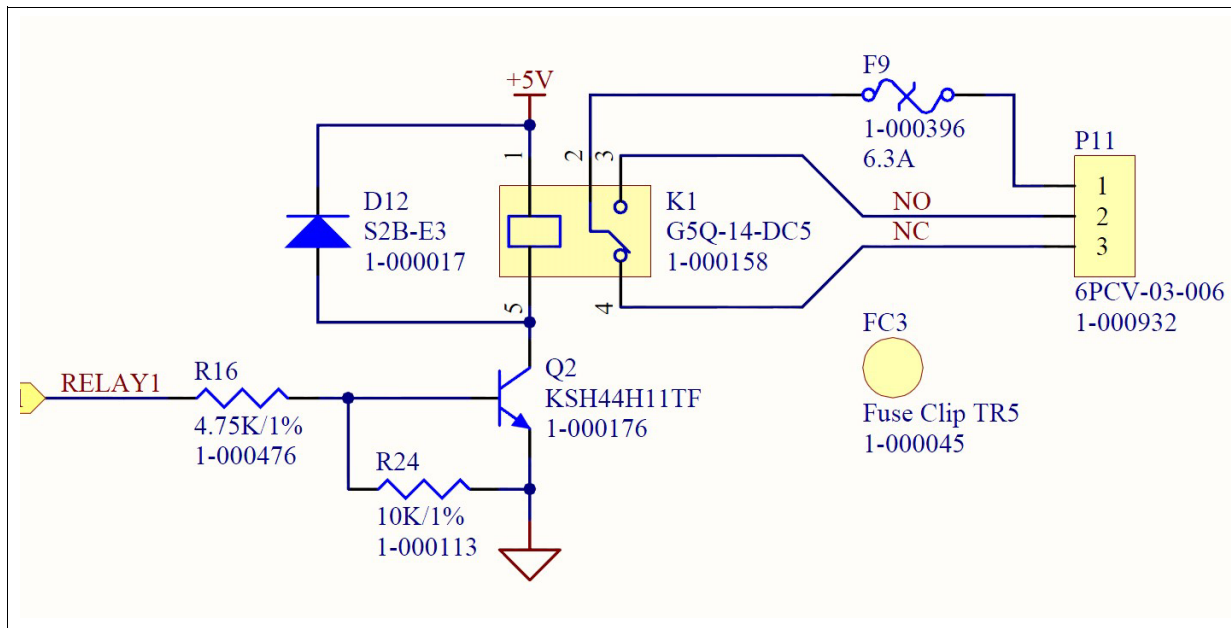 +5V
F9
1-000396
6.3A
P11
1
2
3
1
2
3
D12
S2B-E3
1-000017
K1
G5Q-14-DC5
1-000158
NO
NC
5
4
6PCV-03-006
1-000932
FC3
Fuse Clip TR5
1-000045
RELAY1
R16
4.75K/1%
1-000476
Q2
KSH44H11TF
1-000176
R24
10K/1%
1-000113